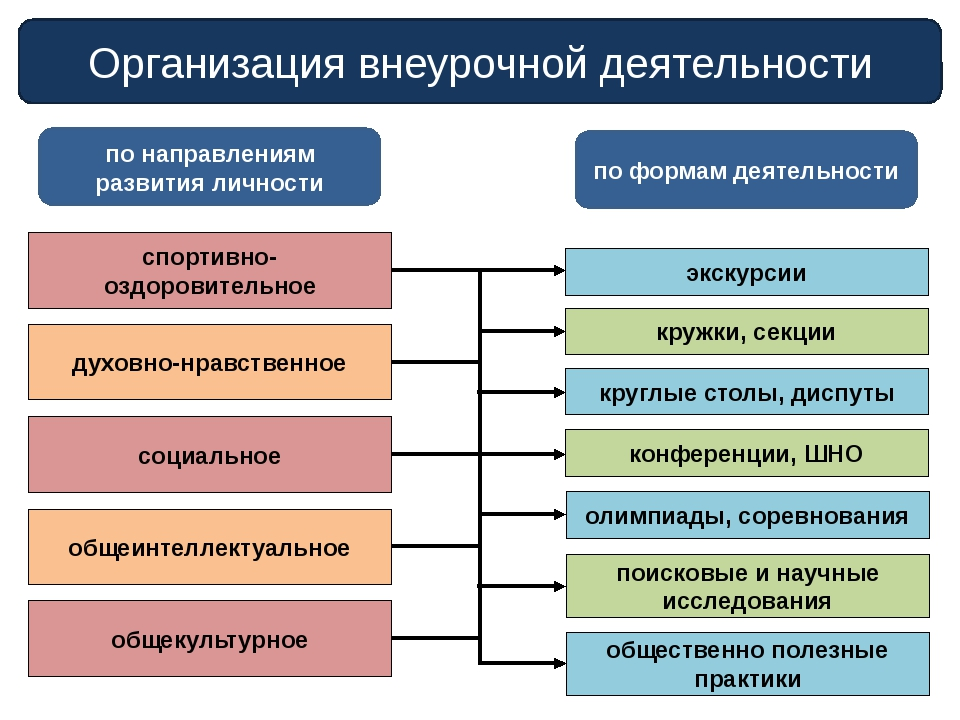 Организация внеурочной деятельности
по направлениям
развития личности
по формам деятельности
спортивно-
оздоровительное
духовно-нравственное
социальное
общеинтеллектуальное
общекультурное
экскурсии
кружки, секции
круглые столы, диспуты
конференции, ШНО
олимпиады, соревнования
поисковые и научные
исследования
общественно полезные
практики